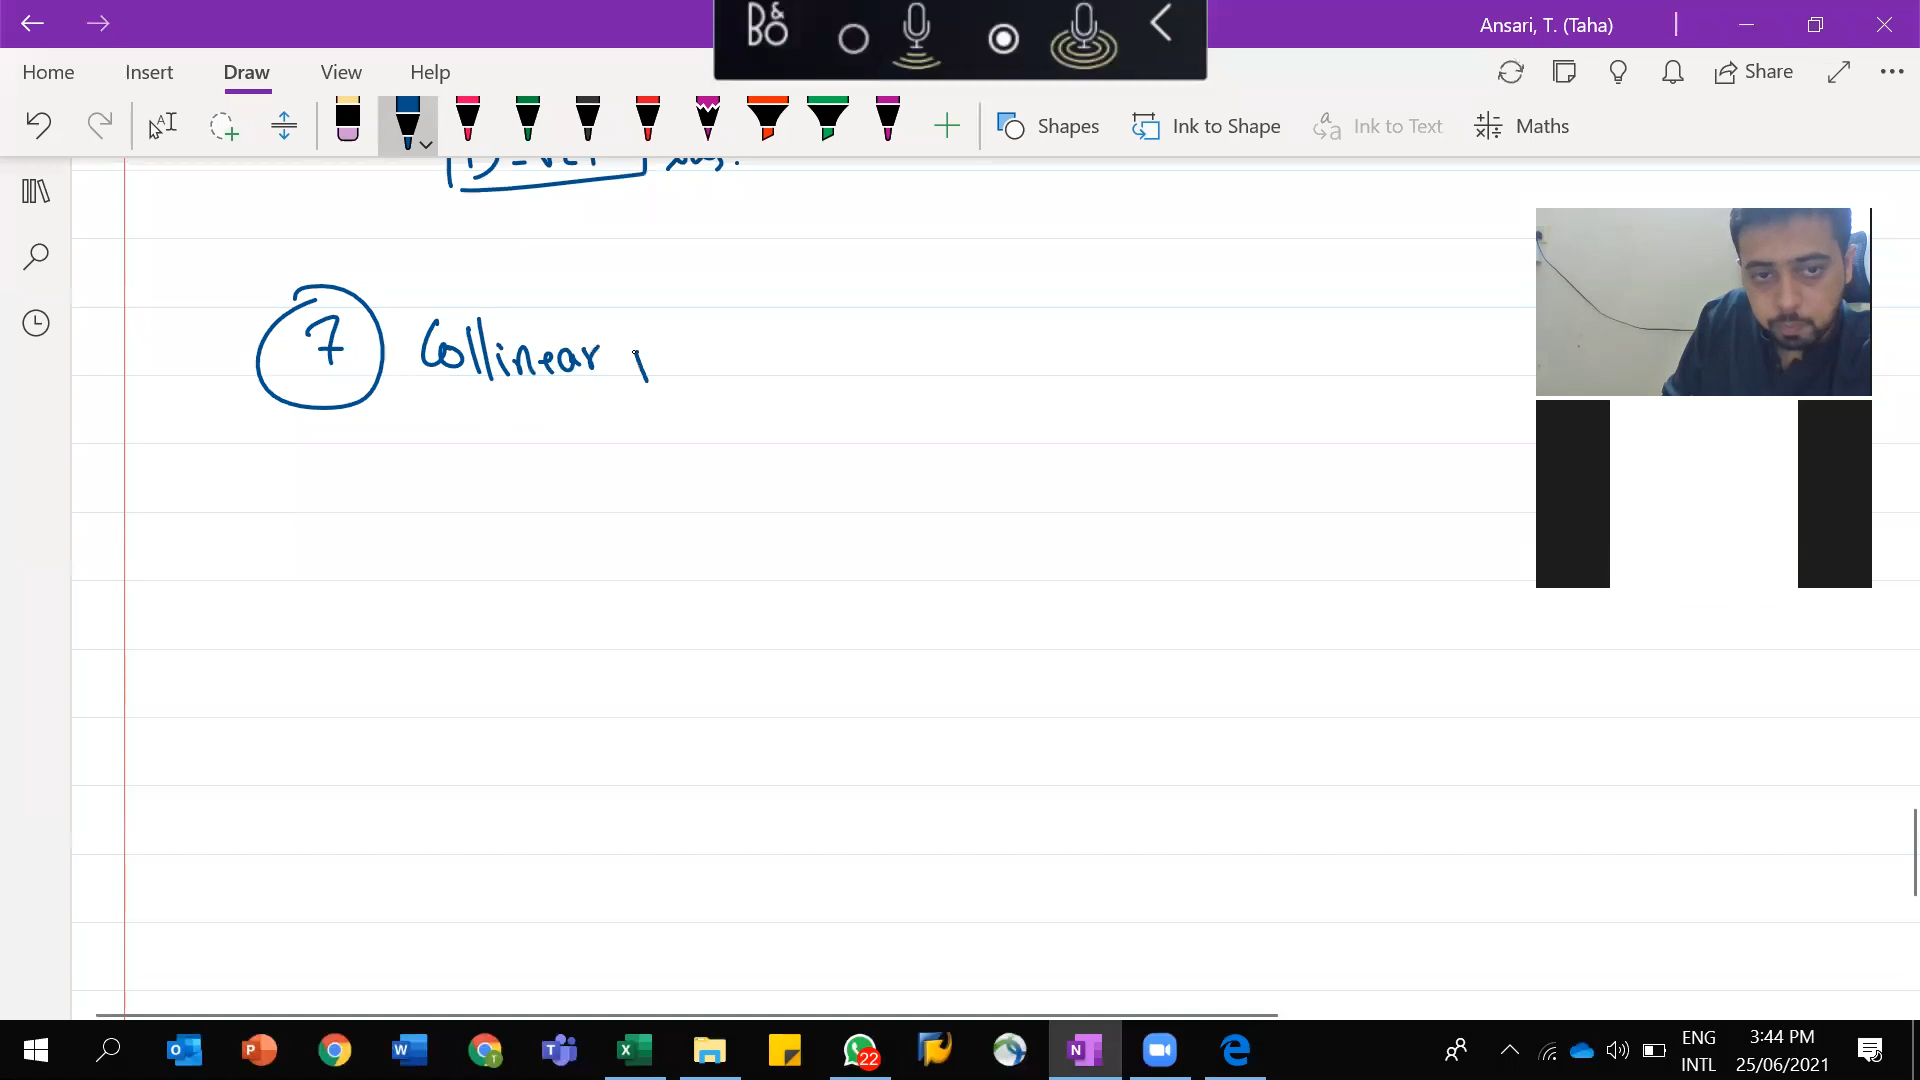 B&O
Ansari, T. (Taha)
Home Insert Draw View Help
Share
Shapes Ink to Shape Ink to Text Maths
7 Collinear
22
ENG 3:44 PM
INTL 25/06/2021